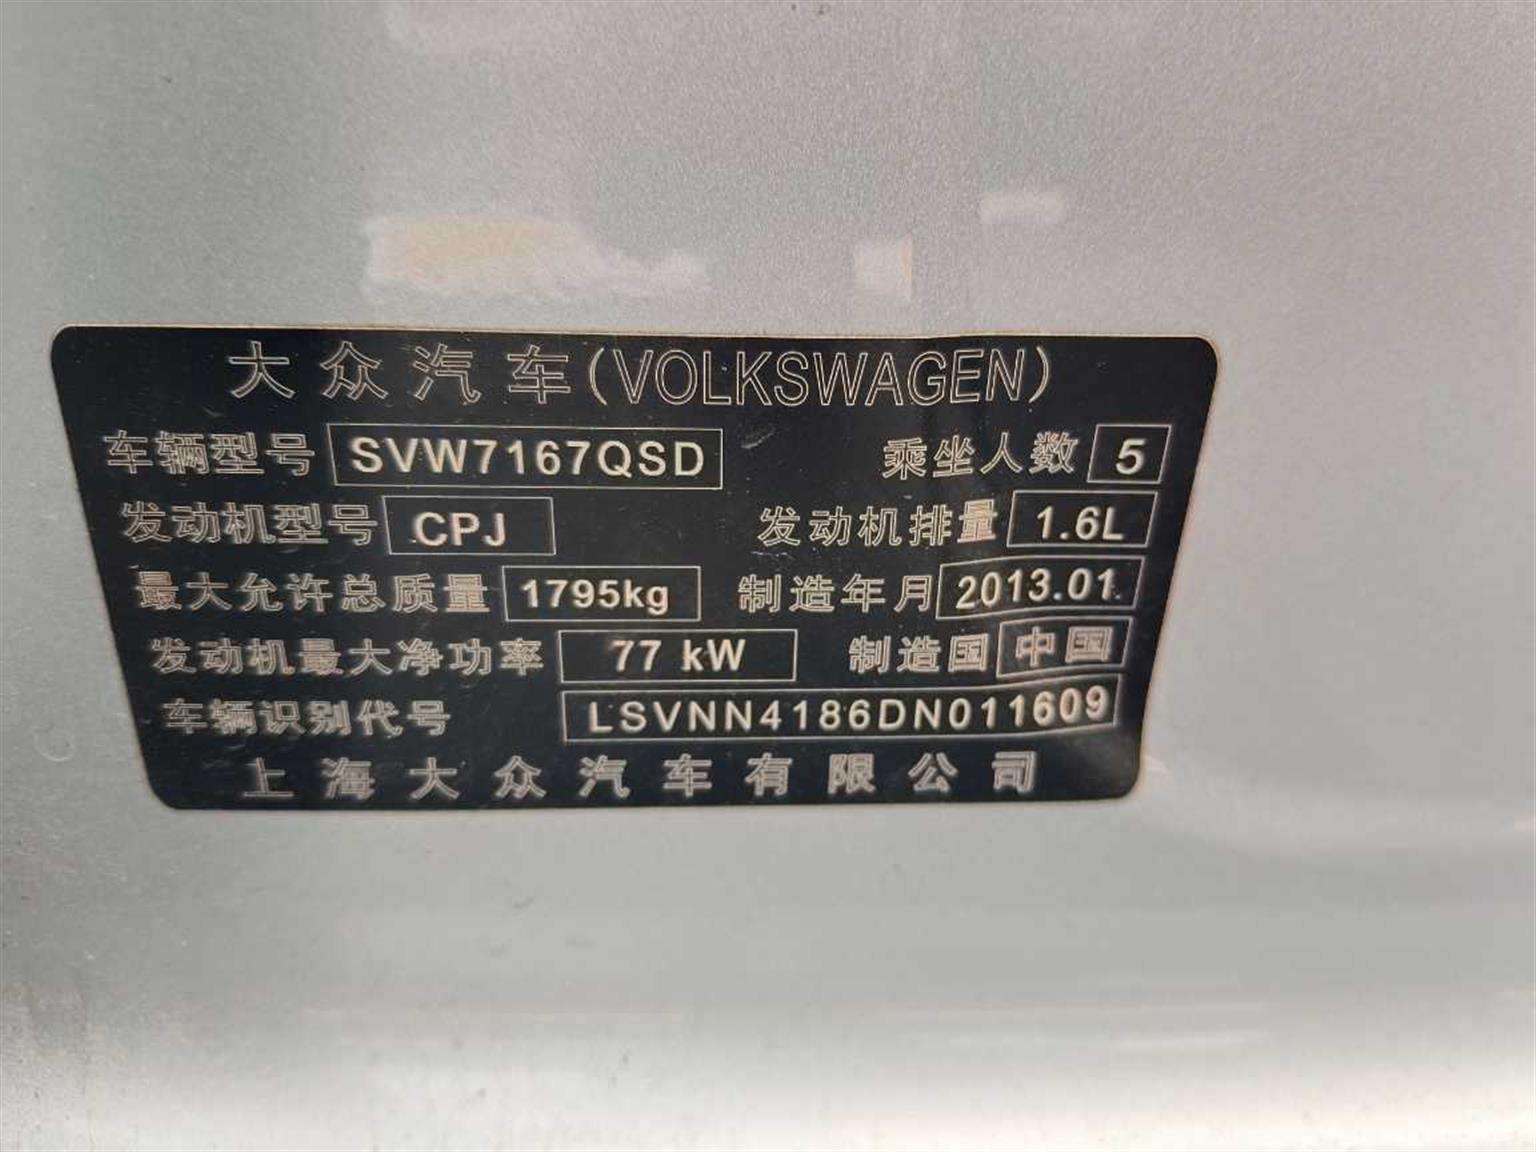 大众汽车(VOLKSWAGEN)
车辆型号 SVW7167QSD 乘坐人数 5
发动机型号 CPJ 发动机排量 1.6L
最大允许总质量 1795kg 制造年月 2013.01
发动机最大净功率 77 kW 制造国 中国
车辆识别代号 LSVNN4186DN011609
上海大众汽车有限公司